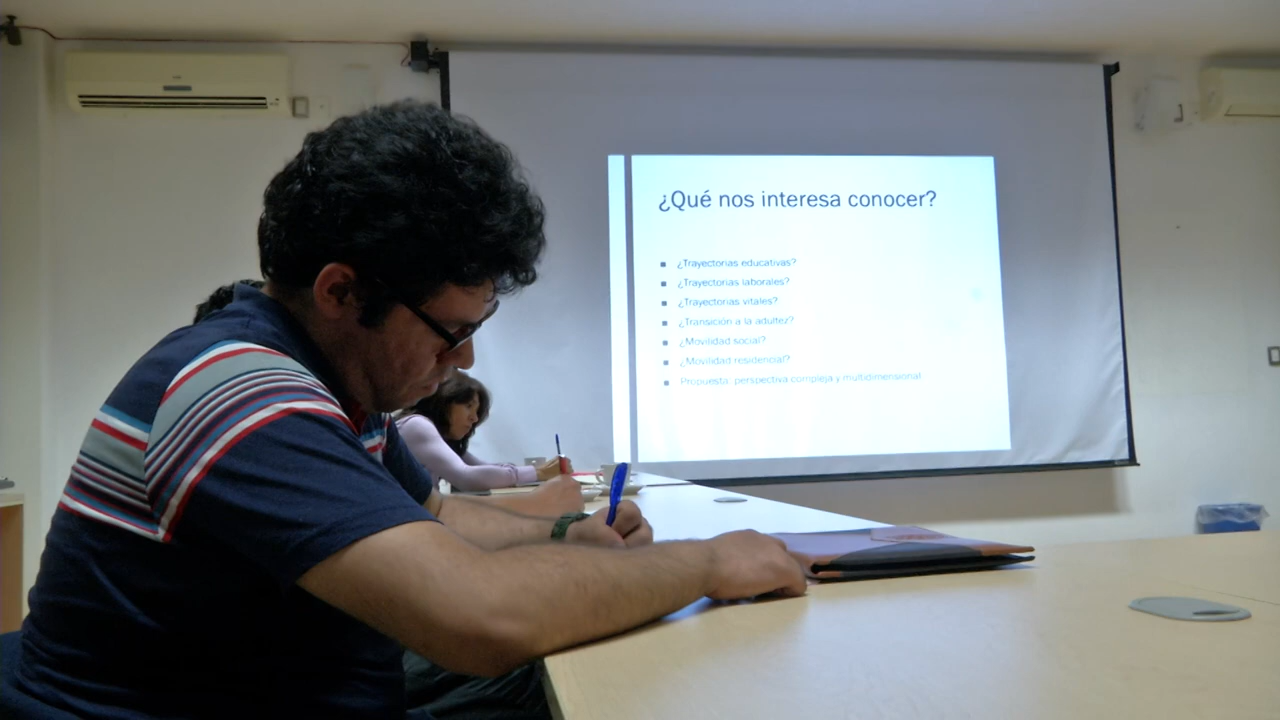 ¿Qué nos interesa conocer?
¿Trayectorias educativas?
¿Trayectorias laborales?
¿Trayectorias vitales?
¿Transición a la adultez?
¿Movilidad social?
¿Movilidad residencial?
Propuesta: perspectiva compleja y multidimensional